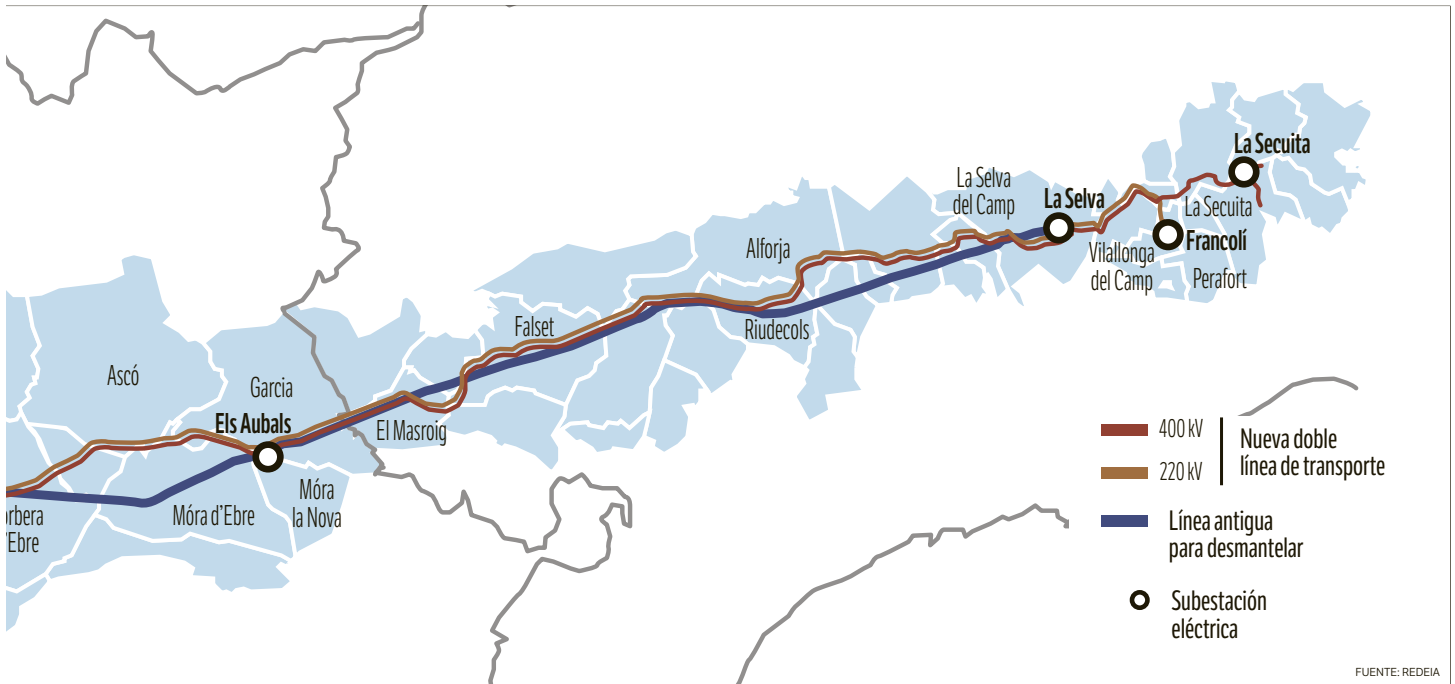 La Secuita
La Selva
del Camp
La Selva
La Secuita
Alforja
Vilallonga
del Camp
Francolí
Perafort
Falset
Riudecols
Ascó
Garcia
Els Aubals
El Masroig
Móra
la Nova
Móra d'Ebre
orbera
'Ebre
400 kV
220 kV
Nueva doble
línea de transporte
Línea antigua
para desmantelar
Subestación
eléctrica
FUENTE: REDEIA